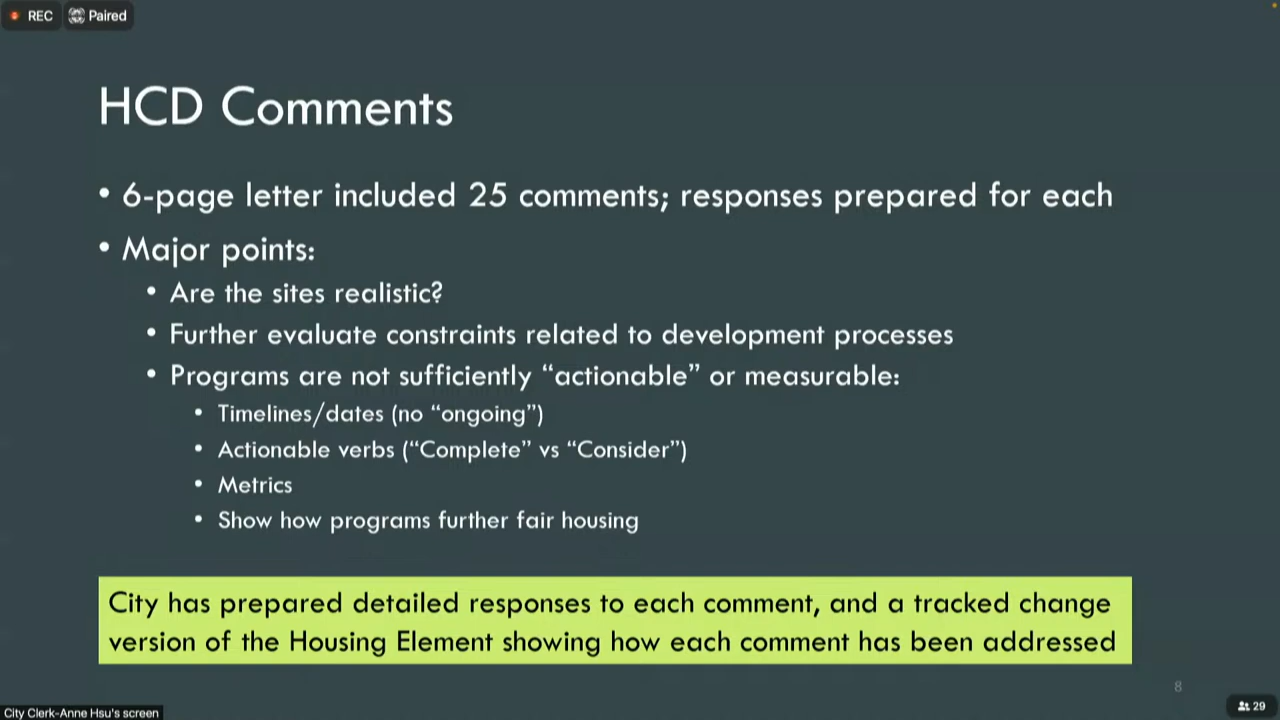 REC
Paired
HCD Comments
• 6-page letter included 25 comments; responses prepared for each
• Major points:
• Are the sites realistic?
• Further evaluate constraints related to development processes
• Programs are not sufficiently “actionable” or measurable:
• Timelines/dates (no “ongoing”)
• Actionable verbs (“Complete” vs “Consider”)
• Metrics
• Show how programs further fair housing
City has prepared detailed responses to each comment, and a tracked change
version of the Housing Element showing how each comment has been addressed
8
City Clerk-Anne Hsu's screen
29